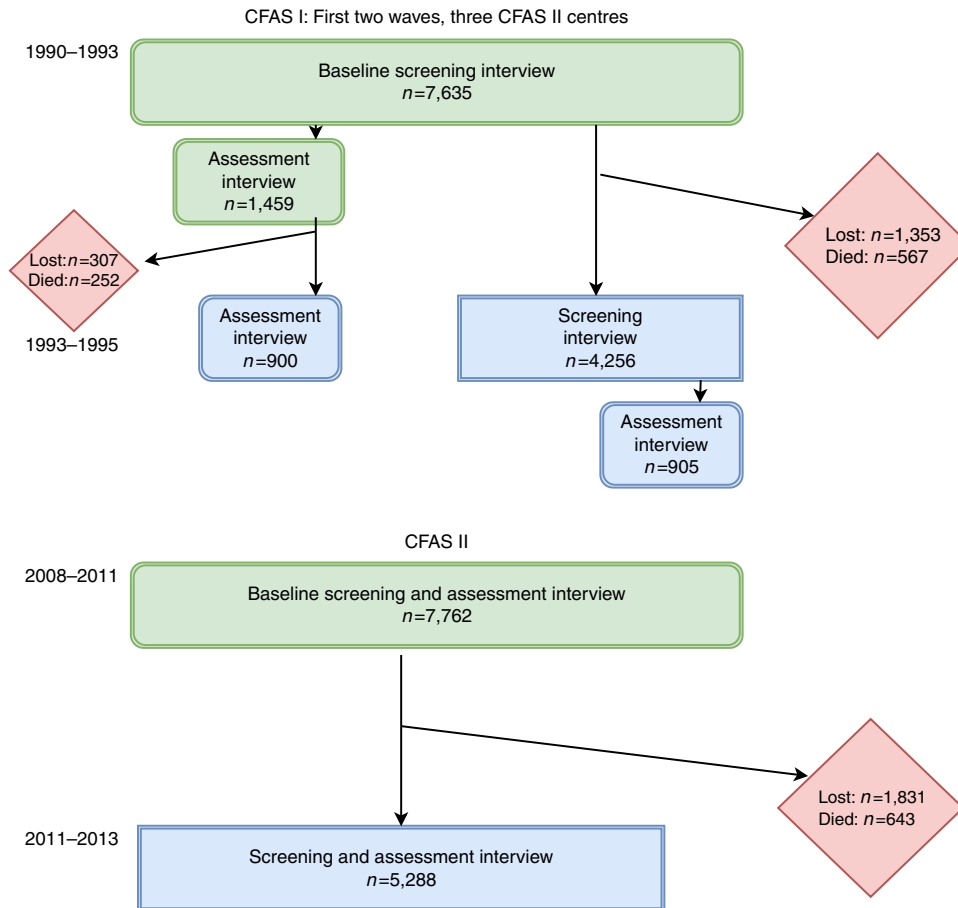 CFAS I: First two waves, three CFAS II centres
1990–1993
Baseline screening interview
n=7,635
Assessment
interview
n=1,459
Lost: n=1,353
Died: n=567
Lost:n=307
Died:n=252
1993–1995
Assessment
interview
n=900
Screening
interview
n=4,256
Assessment
interview
n=905
CFAS II
2008–2011
Baseline screening and assessment interview
n=7,762
Lost: n=1,831
Died: n=643
2011–2013
Screening and assessment interview
n=5,288